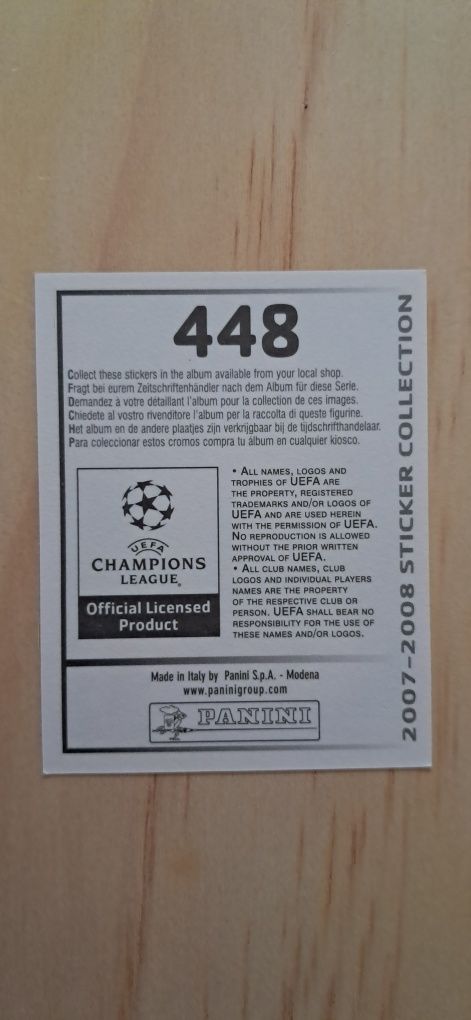 448
Collect these stickers in the album available from your local shop.
Fragt bei eurem Zeitschriftenhändler nach dem Album für diese Serie.
Demandez à votre détaillant l'album pour la collection de ces images.
Chiedete al vostro rivenditore l'album per la raccolta di queste figurine.
Het album en de andere plaatjes zijn verkrijgbaar bij de tijdschrifthandelaar.
Para coleccionar estos cromos compra tu álbum en cualquier kiosco.
UEFA
CHAMPIONS
LEAGUE®
Official Licensed
Product
• ALL NAMES, LOGOS AND
TROPHIES OF UEFA ARE
THE PROPERTY, REGISTERED
TRADEMARKS AND/OR LOGOS OF
UEFA AND ARE USED HEREIN
WITH THE PERMISSION OF UEFA.
NO REPRODUCTION IS ALLOWED
WITHOUT THE PRIOR WRITTEN
APPROVAL OF UEFA.
• ALL CLUB NAMES, CLUB
LOGOS AND INDIVIDUAL PLAYERS
NAMES ARE THE PROPERTY
OF THE RESPECTIVE CLUB OR
PERSON. UEFA SHALL BEAR NO
RESPONSIBILITY FOR THE USE OF
THESE NAMES AND/OR LOGOS.
Made in Italy by Panini S.p.A. - Modena
www.paninigroup.com
PANINI
2007-2008 STICKER COLLECTION